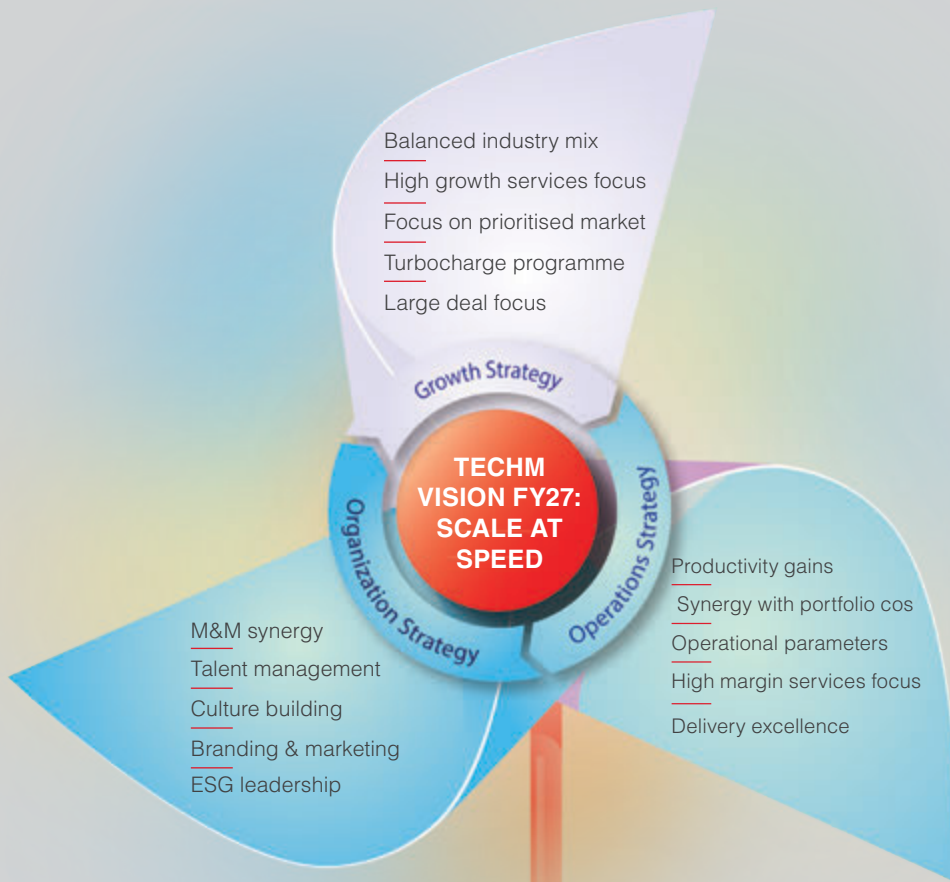 Balanced industry mix
High growth services focus
Focus on prioritised market
Turbocharge programme
Large deal focus
Growth Strategy
TECHM
VISION FY27:
SCALE AT
SPEED
Operations Strategy
Productivity gains
Synergy with portfolio cos
Operational parameters
High margin services focus
Delivery excellence
Organization Strategy
M&M synergy
Talent management
Culture building
Branding & marketing
ESG leadership